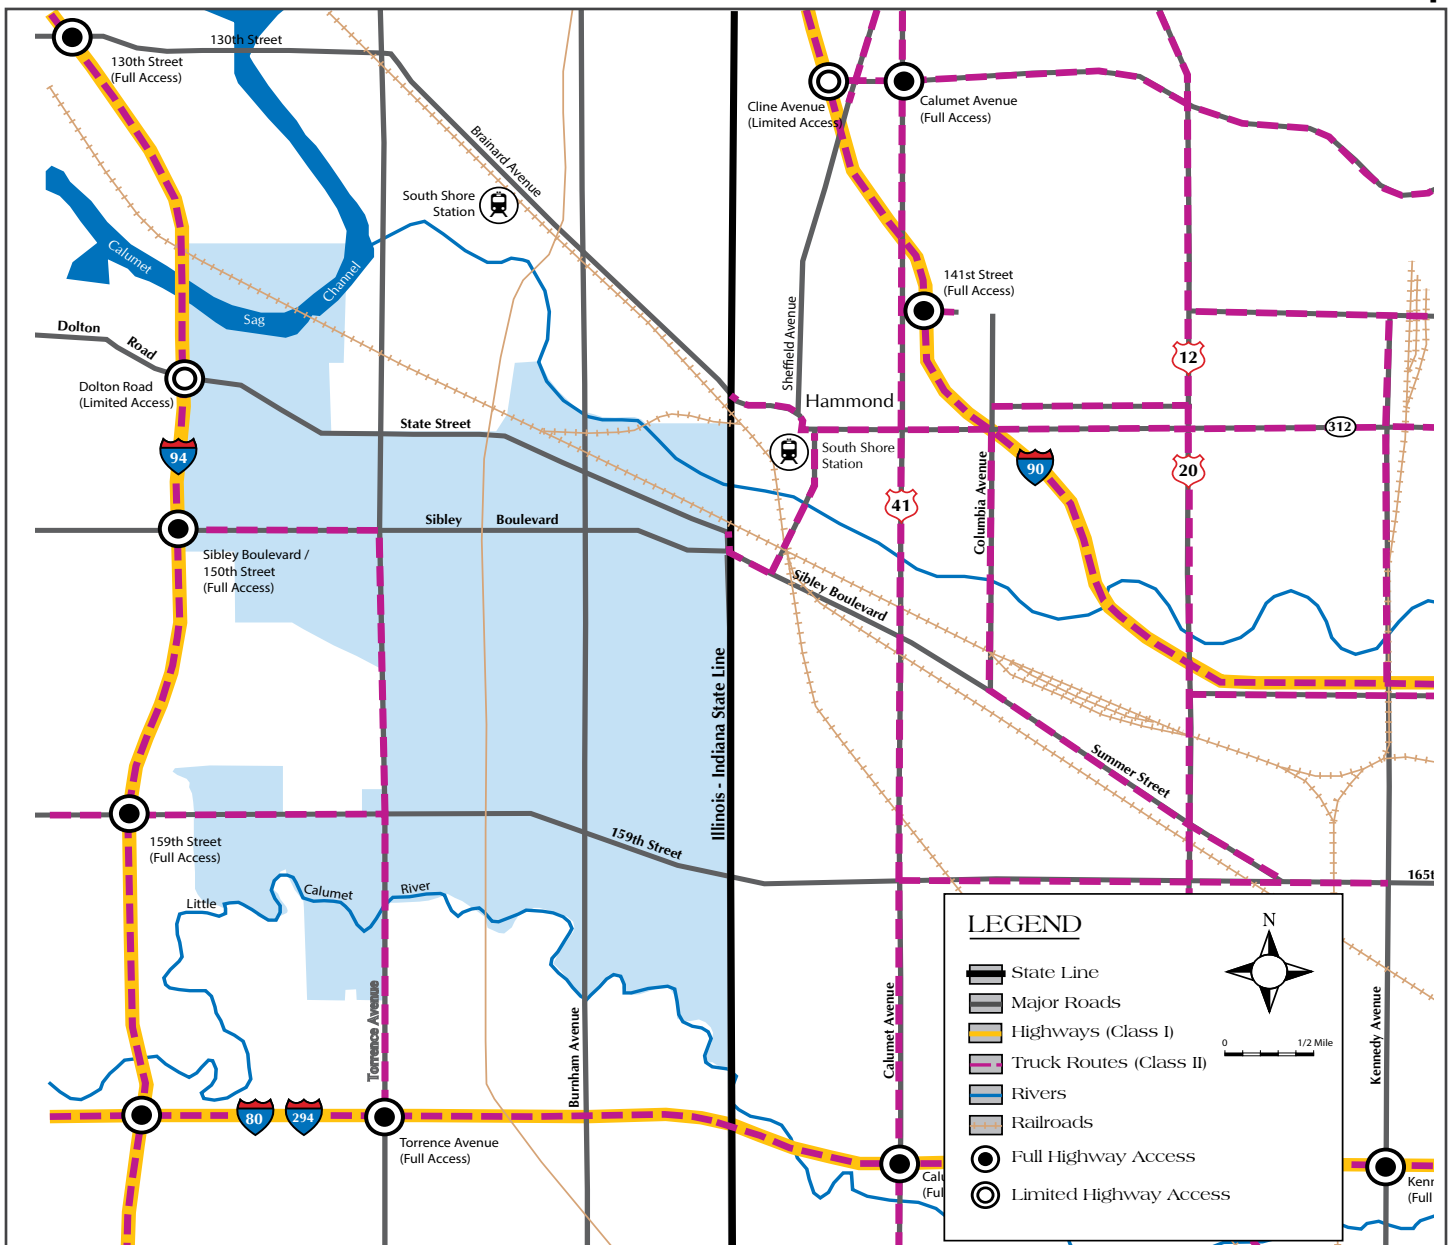 130th Street
130th Street
(Full Access)
Brainard Avenue
Cline Avenue
(Limited Access)
Calumet Avenue
(Full Access)
South Shore
Station
Calumet
Sag
Channel
141st Street
(Full Access)
Sheffield Avenue
Dolton
Road
Dolton Road
(Limited Access)
12
Hammond
State Street
312
South Shore
Station
94
90
20
41
Columbia Avenue
Sibley
Boulevard
Sibley Boulevard /
150th Street
(Full Access)
Sibley Boulevard
Illinois - Indiana State Line
Summer Street
159th Street
(Full Access)
159th Street
165t
Little
Calumet
River
Torrence Avenue
Burnham Avenue
Calumet Avenue
Kennedy Avenue
80
294
Torrence Avenue
(Full Access)
Calu
(Ful
Kenr
(Full
LEGEND
N
State Line
Major Roads
Highways (Class I)
0 1/2 Mile
Truck Routes (Class II)
Rivers
Railroads
Full Highway Access
Limited Highway Access